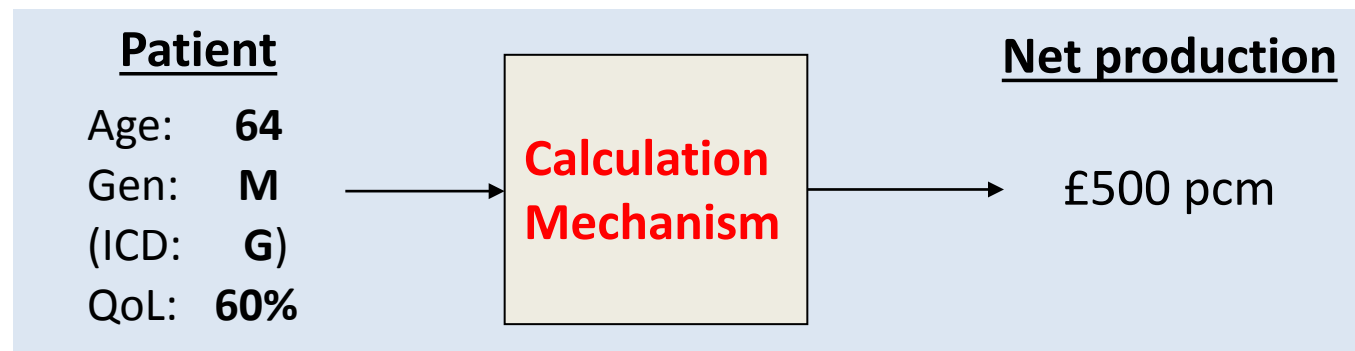 Patient
Age: 64
Gen: M
(ICD: G)
QoL: 60%
Calculation
Mechanism
Net production
£500 pcm